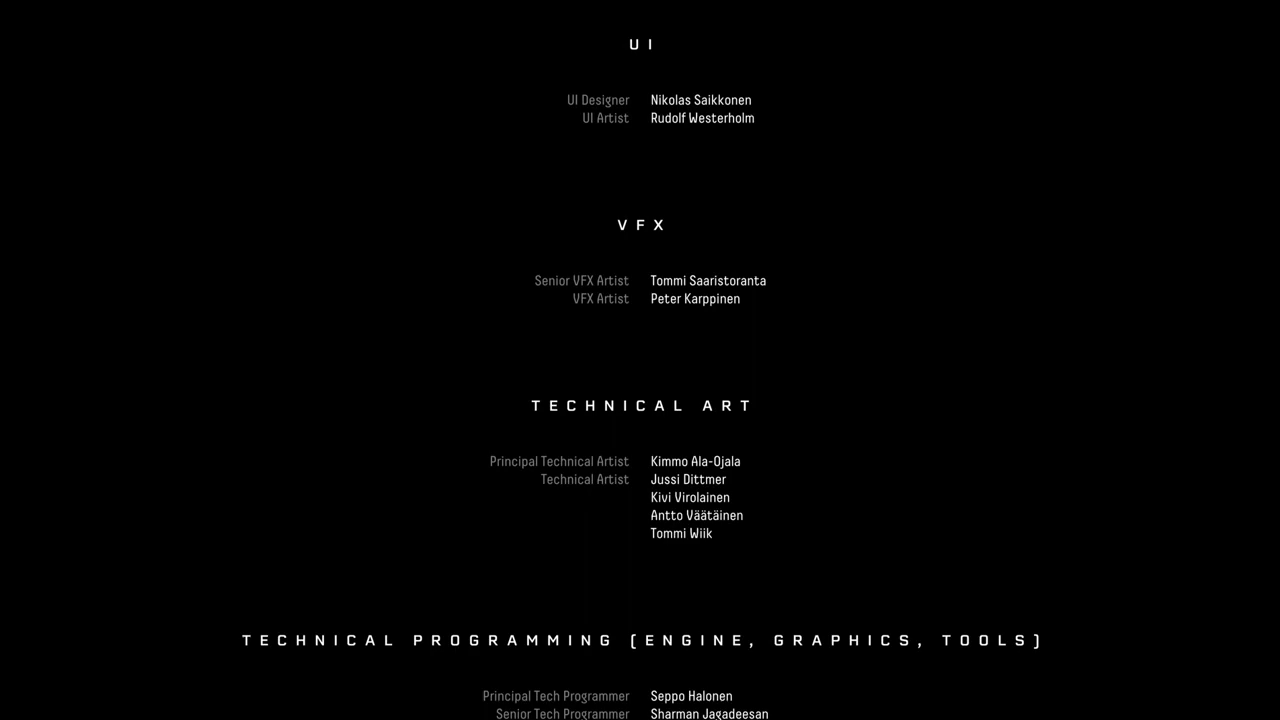 UI
UI Designer Nikolas Saikkonen
UI Artist Rudolf Westerholm
VFX
Senior VFX Artist Tommi Saaristoranta
VFX Artist Peter Karppinen
TECHNICAL ART
Principal Technical Artist Kimmo Ala-Ojala
Technical Artist Jussi Dittmer
Kivi Virolainen
Antto Väätäinen
Tommi Wiik
TECHNICAL PROGRAMMING [ENGINE, GRAPHICS, TOOLS]
Principal Tech Programmer Seppo Halonen
Senior Tech Programmer Sharman Jagadeesan